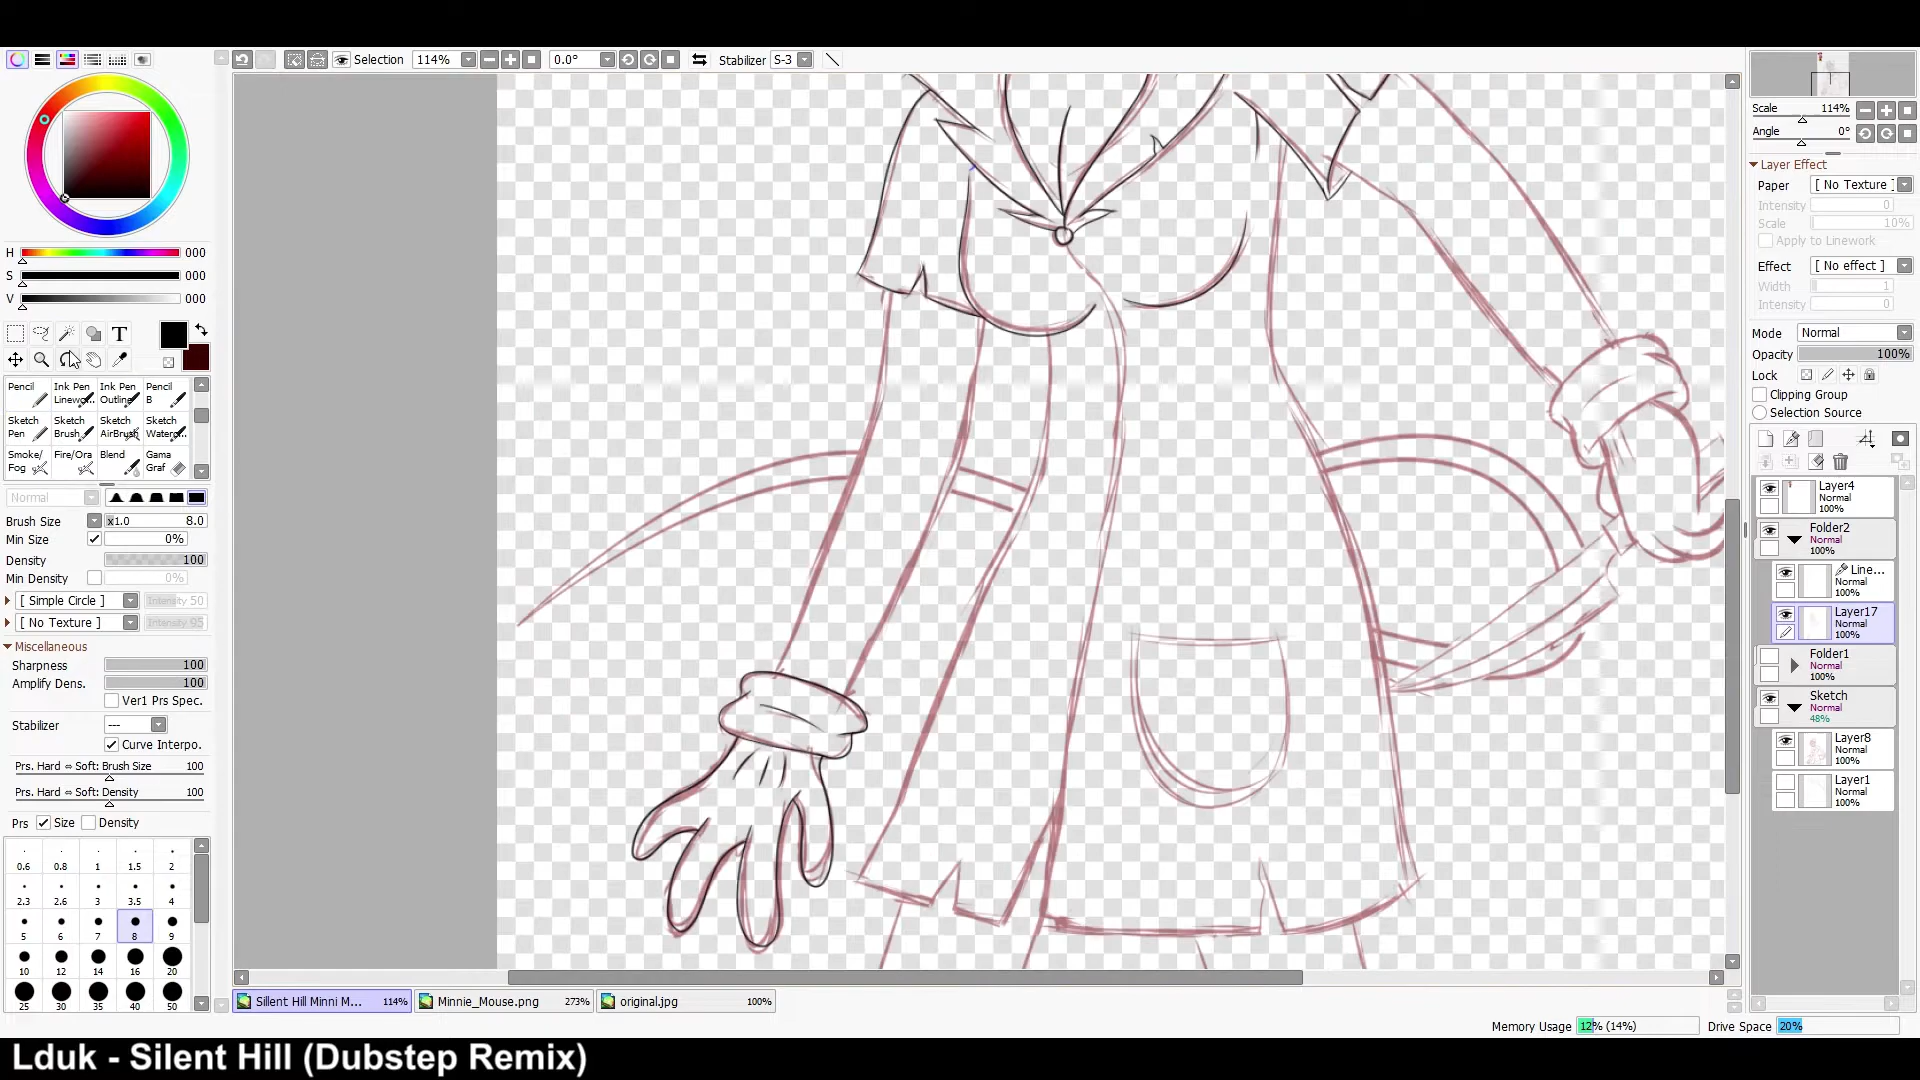 Selection 114% 0.0° Stabilizer S-3
H 000
S 000
V 000
T
Pencil
Ink Pen Linewo...
Ink Pen Outline
Pencil B
Sketch Pen
Sketch Brush
Sketch AirBrush
Sketch Waterc...
Smoke/ Fog
Fire/Ora
Blend
Gama Graf
Normal
Brush Size x1.0 8.0
Min Size 0%
Density 100
Min Density 0%
[ Simple Circle ] Intensity 50
[ No Texture ] Intensity 95
Miscellaneous
Sharpness 100
Amplify Dens. 100
Ver1 Prs Spec.
Stabilizer ---
Curve Interpo.
Prs. Hard ⇔ Soft: Brush Size 100
Prs. Hard ⇔ Soft: Density 100
Prs Size Density
0.6 0.8 1 1.5 2
2.3 2.6 3 3.5 4
5 6 7 8 9
10 12 14 16 20
25 30 35 40 50
Scale 114%
Angle 0°
Layer Effect
Paper [ No Texture ]
Intensity 0
Scale 10%
Apply to Linework
Effect [ No effect ]
Width 1
Intensity 0
Mode Normal
Opacity 100%
Lock
Clipping Group
Selection Source
Layer4
Normal
100%
Folder2
Normal
100%
Line...
Normal
100%
Layer17
Normal
100%
Folder1
Normal
100%
Sketch
Normal
48%
Layer8
Normal
100%
Layer1
Normal
100%
Sillent Hill Minni M... 114% Minnie_Mouse.png 273% original.jpg 100%
Memory Usage 12% (14%) Drive Space 20%
Lduk - Silent Hill (Dubstep Remix)